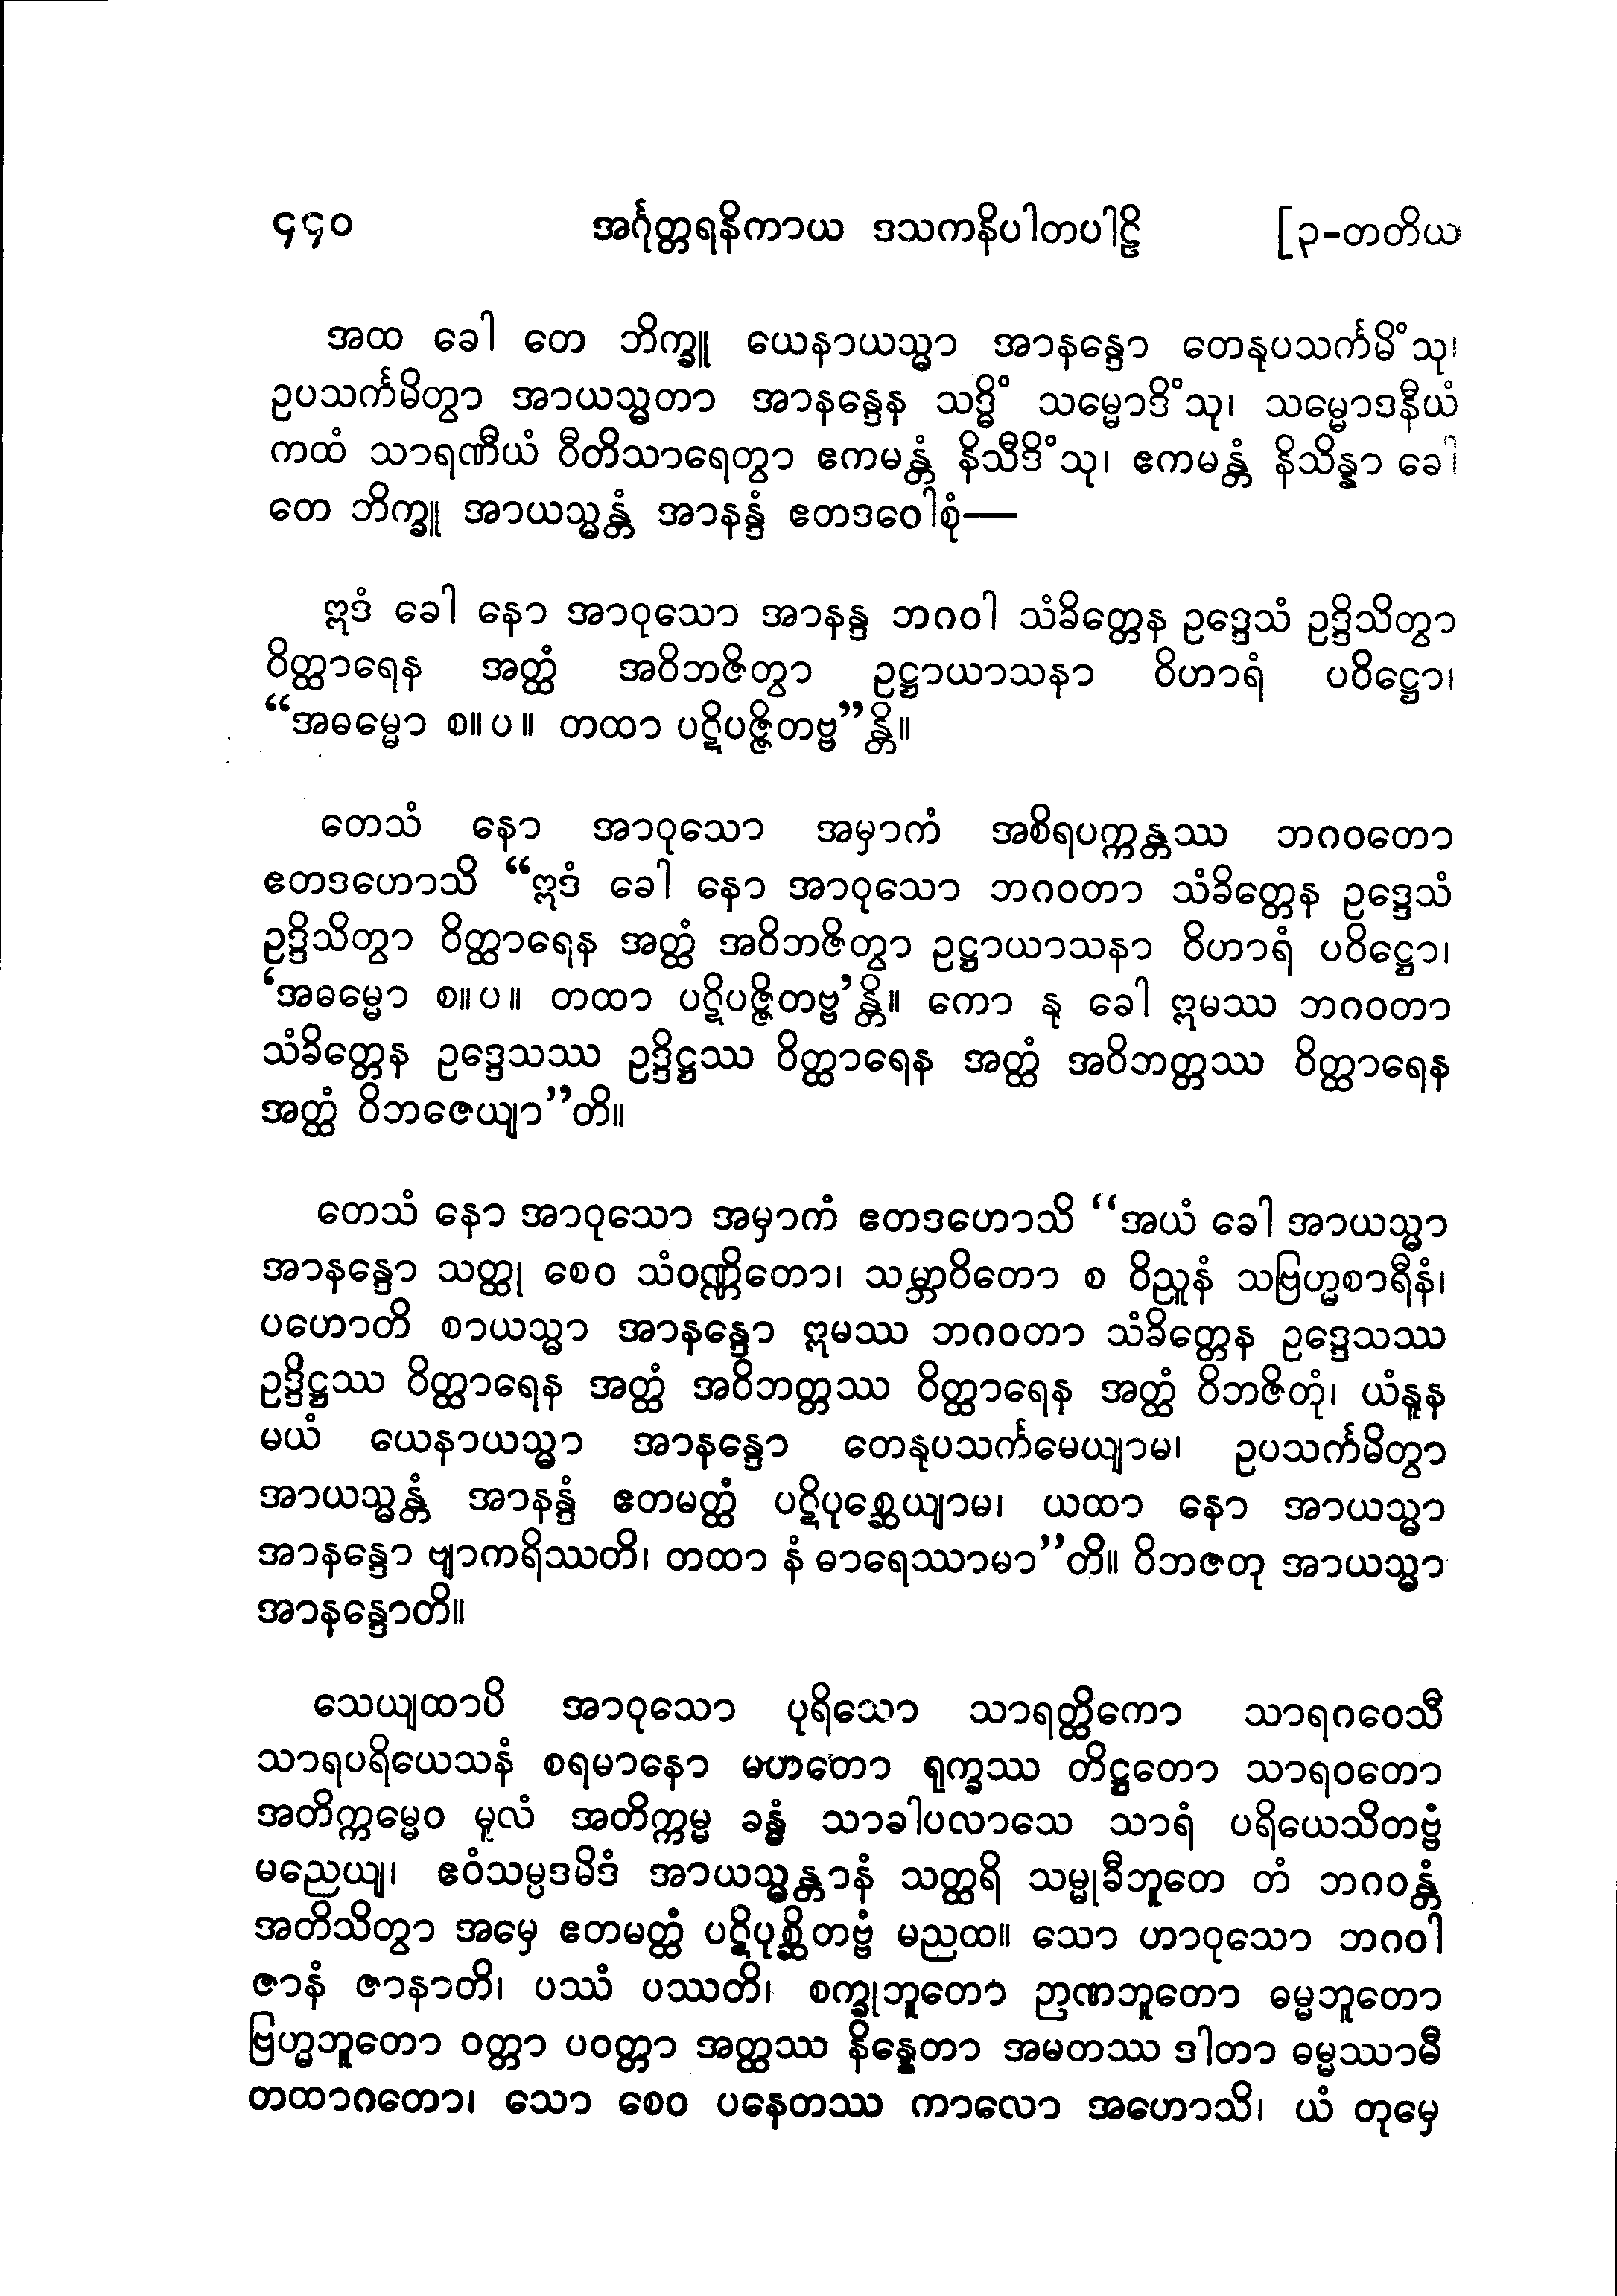 ၄၄၀ အင်္ဂုတ္တရနိကာယ ဒသကနိပါတပါဠိ [၃-တတိယ
အထ ခေါ တေ ဘိက္ခူ ယေနာယသ္မာ အာနန္ဒော တေနုပသင်္ကမိံသု၊
ဥပသင်္ကမိတွာ အာယသ္မတာ အာနန္ဒေန သဒ္ဓိံ သမ္မောဒိံသု၊ သမ္မောဒနီယံ
ကထံ သာရဏီယံ ဝီတိသာရေတွာ ဧကမန္တံ နိသီဒိံသု၊ ဧကမန္တံ နိသိန္နာ ခေါ
တေ ဘိက္ခူ အာယသ္မန္တံ အာနန္ဒံ ဧတဒဝေါစုံ—
ဣဒံ ခေါ နော အာဝုသော အာနန္ဒ ဘဂဝါ သံခိတ္တေန ဥဒ္ဒေသံ ဥဒ္ဒိသိတွာ
ဝိတ္ထာရေန အတ္ထံ အဝိဘဇိတွာ ဥဋ္ဌာယာသနာ ဝိဟာရံ ပဝိဋ္ဌော၊
“အဓမ္မော စ။ပ။ တထာ ပဋိပဇ္ဇိတဗ္ဗ”န္တိ။
တေသံ နော အာဝုသော အမှာကံ အစိရပက္ကန္တဿ ဘဂဝတော
ဧတဒဟောသိ “ဣဒံ ခေါ နော အာဝုသော ဘဂဝတာ သံခိတ္တေန ဥဒ္ဒေသံ
ဥဒ္ဒိသိတွာ ဝိတ္ထာရေန အတ္ထံ အဝိဘဇိတွာ ဥဋ္ဌာယာသနာ ဝိဟာရံ ပဝိဋ္ဌော၊
‘အဓမ္မော စ။ပ။ တထာ ပဋိပဇ္ဇိတဗ္ဗ’န္တိ။ ကော နု ခေါ ဣမဿ ဘဂဝတာ
သံခိတ္တေန ဥဒ္ဒေသဿ ဥဒ္ဒိဋ္ဌဿ ဝိတ္ထာရေန အတ္ထံ အဝိဘတ္တဿ ဝိတ္ထာရေန
အတ္ထံ ဝိဘဇေယျာ”တိ။
တေသံ နော အာဝုသော အမှာကံ ဧတဒဟောသိ “အယံ ခေါ အာယသ္မာ
အာနန္ဒော သတ္ထု စေဝ သံဝဏ္ဏိတော၊ သမ္ဘာဝိတော စ ဝိညူနံ သဗြဟ္မစာရီနံ၊
ပဟောတိ စာယသ္မာ အာနန္ဒော ဣမဿ ဘဂဝတာ သံခိတ္တေန ဥဒ္ဒေသဿ
ဥဒ္ဒိဋ္ဌဿ ဝိတ္ထာရေန အတ္ထံ အဝိဘတ္တဿ ဝိတ္ထာရေန အတ္ထံ ဝိဘဇိတုံ၊ ယံနူန
မယံ ယေနာယသ္မာ အာနန္ဒော တေနုပသင်္ကမေယျာမ၊ ဥပသင်္ကမိတွာ
အာယသ္မန္တံ အာနန္ဒံ ဧတမတ္ထံ ပဋိပုစ္ဆေယျာမ၊ ယထာ နော အာယသ္မာ
အာနန္ဒော ဗျာကရိဿတိ၊ တထာ နံ ဓာရေဿာမာ”တိ။ ဝိဘဇတု အာယသ္မာ
အာနန္ဒောတိ။
သေယျထာပိ အာဝုသော ပုရိသော သာရတ္ထိကော သာရဂဝေသီ
သာရပရိယေသနံ စရမာနော မဟတော ရုက္ခဿ တိဋ္ဌတော သာရဝတော
အတိက္ကမ္မေဝ မူလံ အတိက္ကမ္မ ခန္ဓံ သာခါပလာသေ သာရံ ပရိယေသိတဗ္ဗံ
မညေယျ၊ ဧဝံသမ္ပဒမိဒံ အာယသ္မန္တာနံ သတ္ထရိ သမ္မုခီဘူတေ တံ ဘဂဝန္တံ
အတိသိတွာ အမှေ ဧတမတ္ထံ ပဋိပုစ္ဆိတဗ္ဗံ မညထ။ သော ဟာဝုသော ဘဂဝါ
ဇာနံ ဇာနာတိ၊ ပဿံ ပဿတိ၊ စက္ခုဘူတော ဉာဏဘူတော ဓမ္မဘူတော
ဗြဟ္မဘူတော ဝတ္တာ ပဝတ္တာ အတ္ထဿ နိန္နေတာ အမတဿ ဒါတာ ဓမ္မဿာမီ
တထာဂတော၊ သော စေဝ ပနေတဿ ကာလော အဟောသိ၊ ယံ တုမှေ